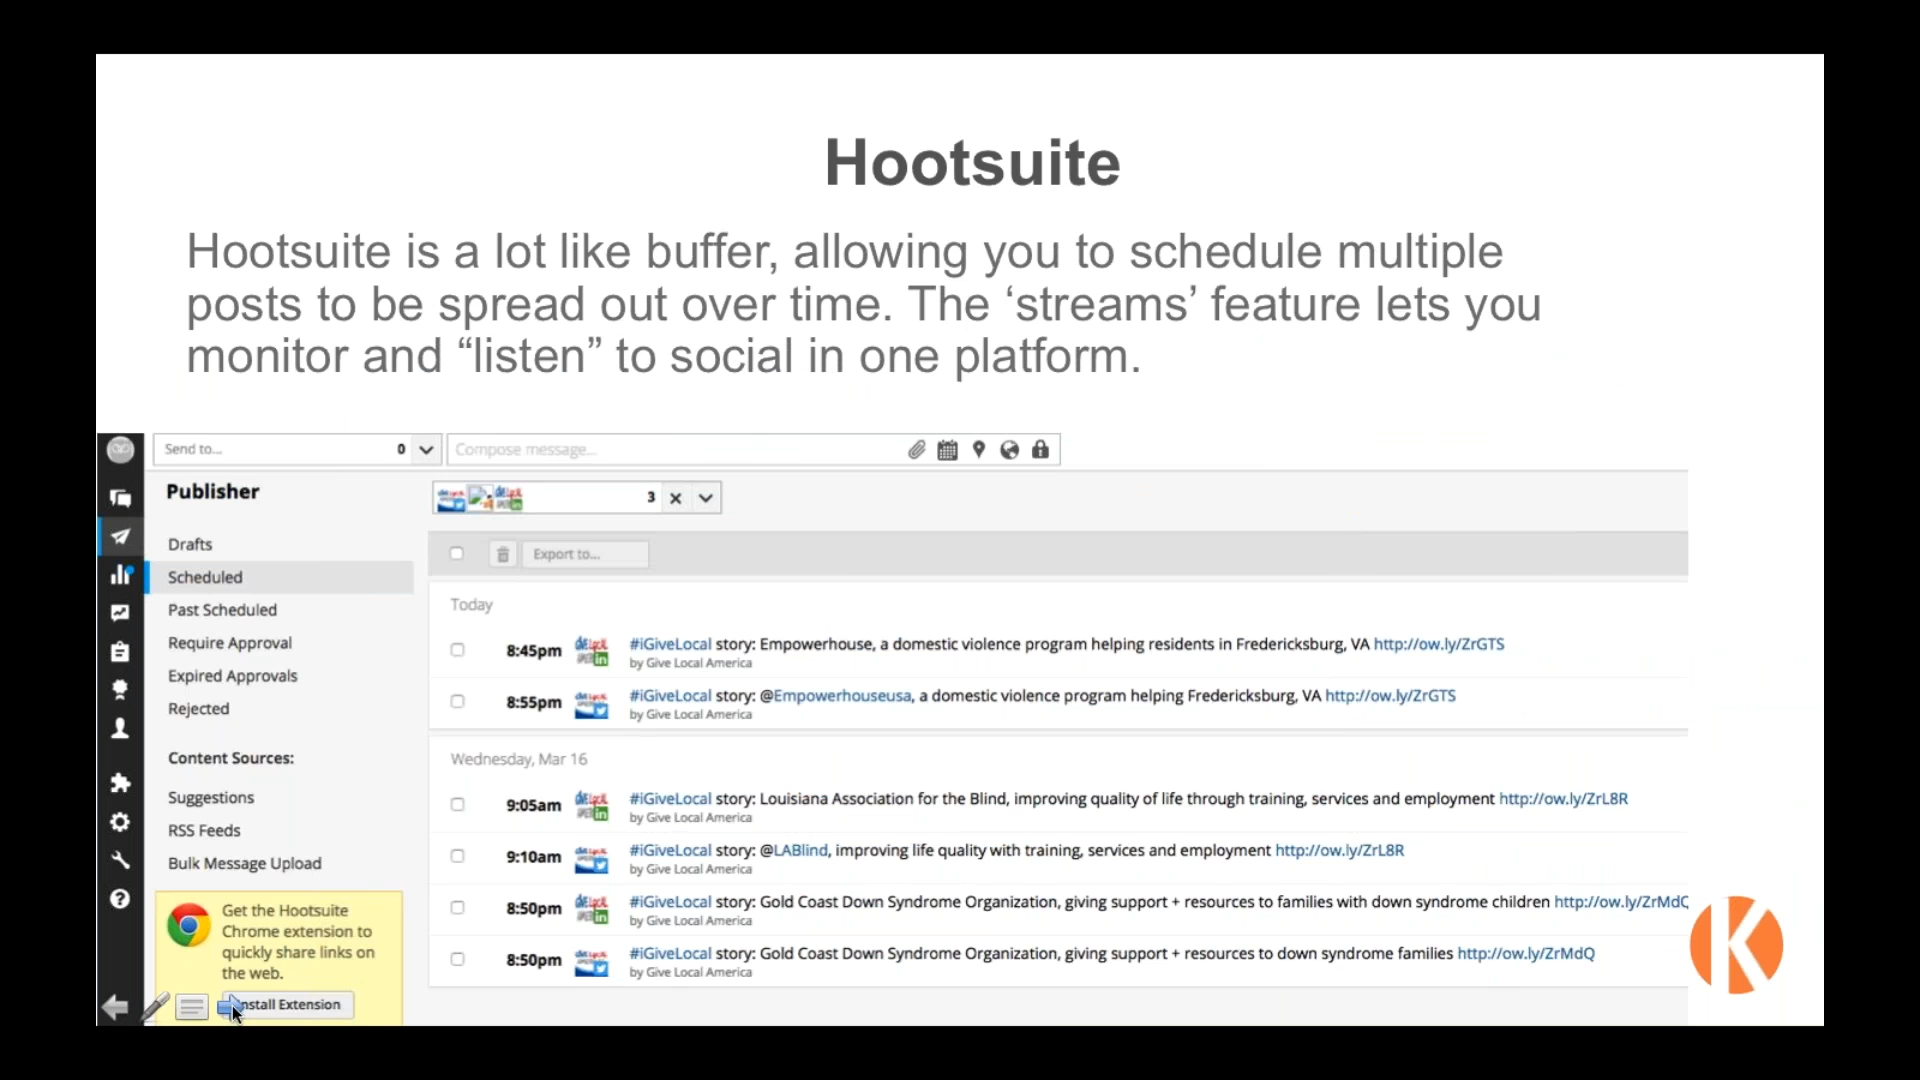 Hootsuite
Hootsuite is a lot like buffer, allowing you to schedule multiple
posts to be spread out over time. The ‘streams’ feature lets you
monitor and “listen” to social in one platform.
Send to... 0 Compose message...
Publisher
3
Drafts
Scheduled
Past Scheduled
Require Approval
Expired Approvals
Rejected
Content Sources:
Suggestions
RSS Feeds
Bulk Message Upload
Get the Hootsuite
Chrome extension to
quickly share links on
the web.
Install Extension
Export to...
Today
8:45pm #iGiveLocal story: Empowerhouse, a domestic violence program helping residents in Fredericksburg, VA http://ow.ly/ZrGTS
by Give Local America
8:55pm #iGiveLocal story: @Empowerhouseusa, a domestic violence program helping Fredericksburg, VA http://ow.ly/ZrGTS
by Give Local America
Wednesday, Mar 16
9:05am #iGiveLocal story: Louisiana Association for the Blind, improving quality of life through training, services and employment http://ow.ly/ZrL8R
by Give Local America
9:10am #iGiveLocal story: @LABlind, improving life quality with training, services and employment http://ow.ly/ZrL8R
by Give Local America
8:50pm #iGiveLocal story: Gold Coast Down Syndrome Organization, giving support + resources to families with down syndrome children http://ow.ly/ZrMdQ
by Give Local America
8:50pm #iGiveLocal story: Gold Coast Down Syndrome Organization, giving support + resources to down syndrome families http://ow.ly/ZrMdQ
by Give Local America
K